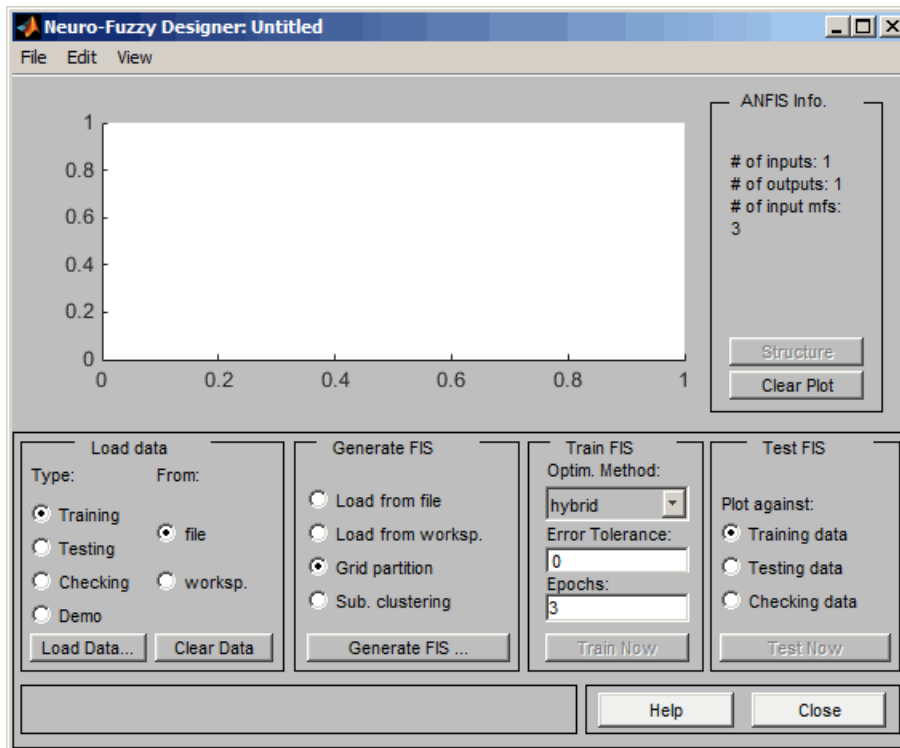 Neuro-Fuzzy Designer: Untitled
File Edit View
1
0.8
0.6
0.4
0.2
0
0 0.2 0.4 0.6 0.8 1
ANFIS Info.
# of inputs: 1
# of outputs: 1
# of input mfs:
3
Structure
Clear Plot
Load data
Type: From:
Training
file
Testing
Checking
worksp.
Demo
Load Data... Clear Data
Generate FIS
Load from file
Load from worksp.
Grid partition
Sub. clustering
Generate FIS ...
Train FIS
Optim. Method:
hybrid
Error Tolerance:
0
Epochs:
3
Train Now
Test FIS
Plot against:
Training data
Testing data
Checking data
Test Now
Help Close